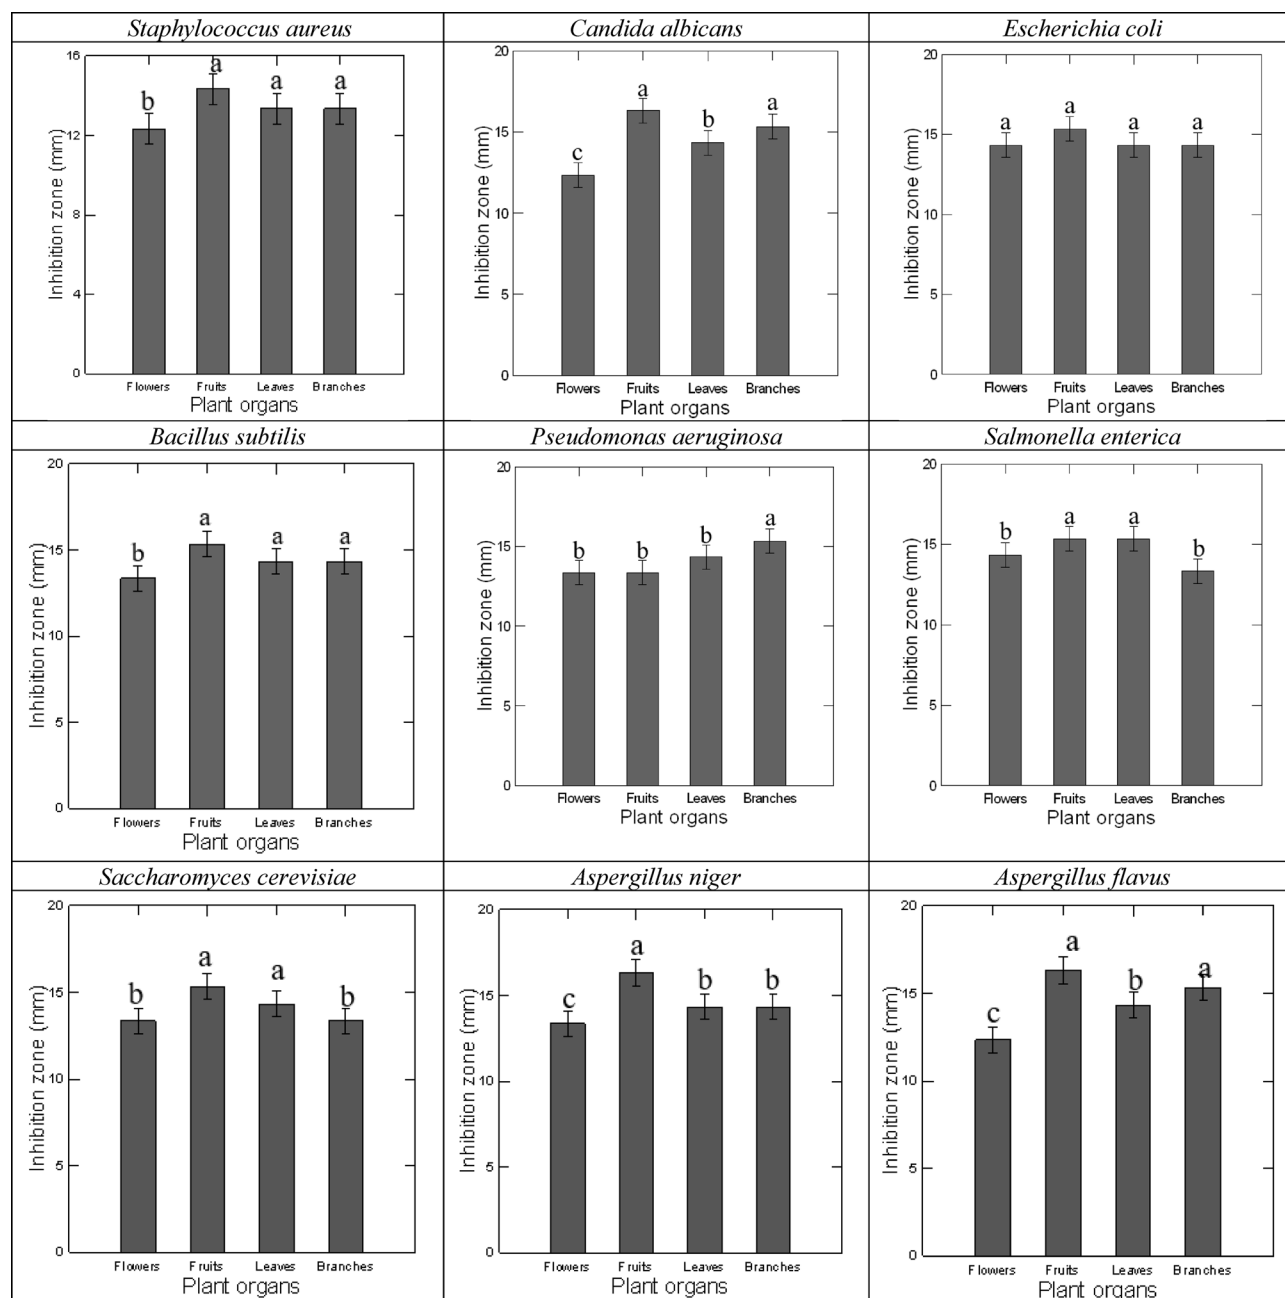 Staphylococcus aureus
Candida albicans
Escherichia coli
16
12
8
4
0
Inhibition zone (mm)
b
a
a
a
Flowers Fruits Leaves Branches
Plant organs
20
15
10
5
0
Inhibition zone (mm)
c
a
b
a
Flowers Fruits Leaves Branches
Plant organs
20
15
10
5
0
Inhibition zone (mm)
a
a
a
a
Flowers Fruits Leaves Branches
Plant organs
Bacillus subtilis
Pseudomonas aeruginosa
Salmonella enterica
20
15
10
5
0
Inhibition zone (mm)
b
a
a
a
Flowers Fruits Leaves Branches
Plant organs
20
15
10
5
0
Inhibition zone (mm)
b
b
b
a
Flowers Fruits Leaves Branches
Plant organs
20
15
10
5
0
Inhibition zone (mm)
b
a
a
b
Flowers Fruits Leaves Branches
Plant organs
Saccharomyces cerevisiae
Aspergillus niger
Aspergillus flavus
20
15
10
5
0
Inhibition zone (mm)
b
a
a
b
Flowers Fruits Leaves Branches
Plant organs
20
15
10
5
0
Inhibition zone (mm)
c
a
b
b
Flowers Fruits Leaves Branches
Plant organs
20
15
10
5
0
Inhibition zone (mm)
c
a
b
a
Flowers Fruits Leaves Branches
Plant organs